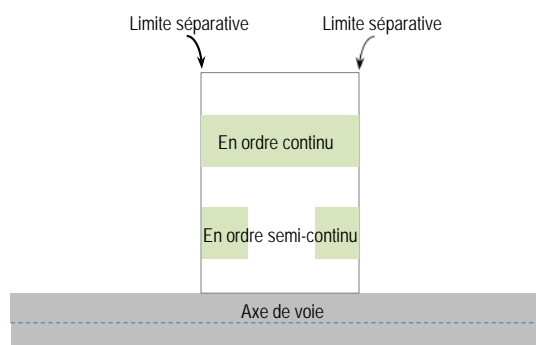 Limite séparative
Limite séparative
En ordre continu
En ordre semi-continu
Axe de voie